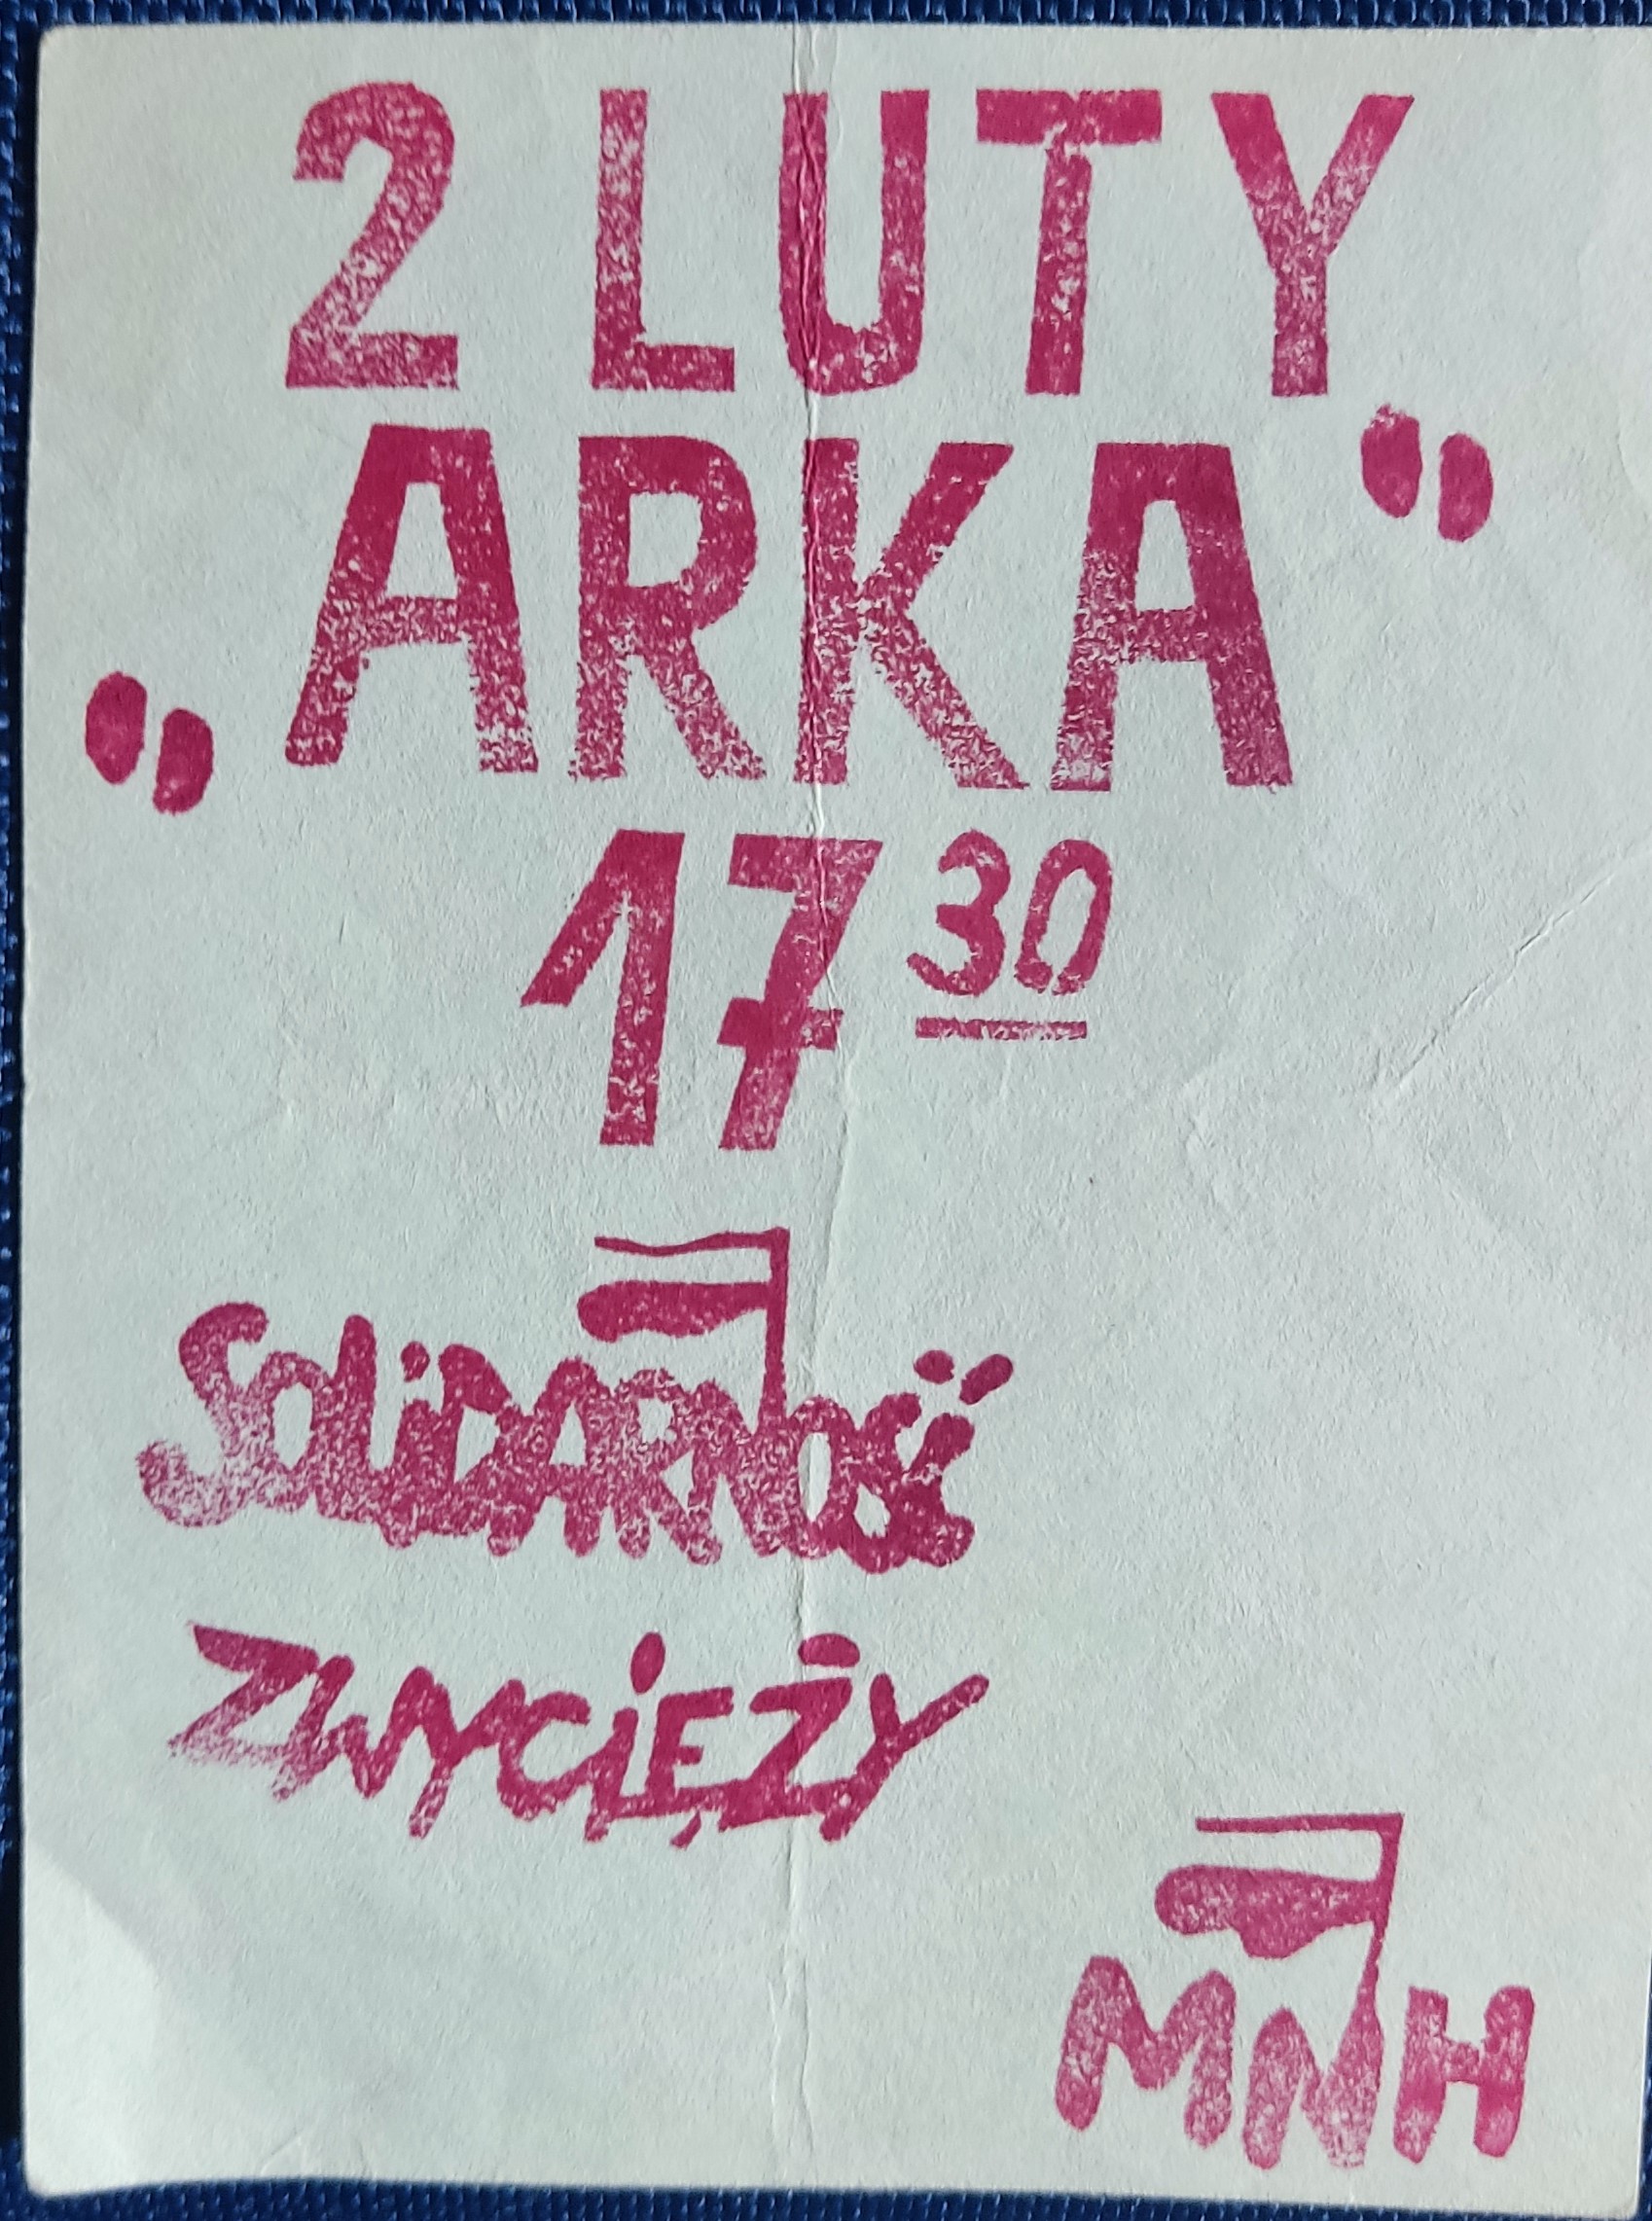 2 LUTY
„ARKA”
17 30
SOLiDARNOŚĆ
ZWYCiĘŻY
MNH